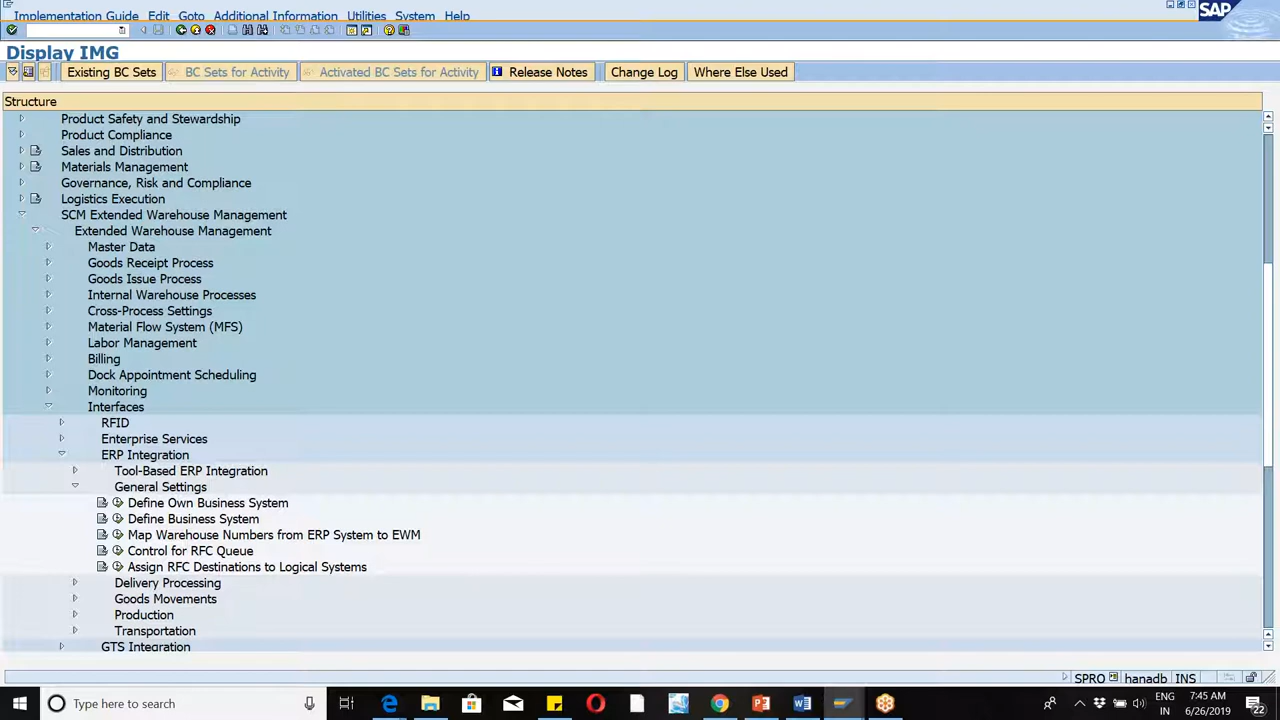 Implementation Guide Edit Goto Additional Information Utilities System Help
SAP
Display IMG
Existing BC Sets BC Sets for Activity Activated BC Sets for Activity Release Notes Change Log Where Else Used
Structure
Product Safety and Stewardship
Product Compliance
Sales and Distribution
Materials Management
Governance, Risk and Compliance
Logistics Execution
SCM Extended Warehouse Management
Extended Warehouse Management
Master Data
Goods Receipt Process
Goods Issue Process
Internal Warehouse Processes
Cross-Process Settings
Material Flow System (MFS)
Labor Management
Billing
Dock Appointment Scheduling
Monitoring
Interfaces
RFID
Enterprise Services
ERP Integration
Tool-Based ERP Integration
General Settings
Define Own Business System
Define Business System
Map Warehouse Numbers from ERP System to EWM
Control for RFC Queue
Assign RFC Destinations to Logical Systems
Delivery Processing
Goods Movements
Production
Transportation
GTS Integration
SPRO hanadb INS
Type here to search
ENG 7:45 AM
IN 6/26/2019 22